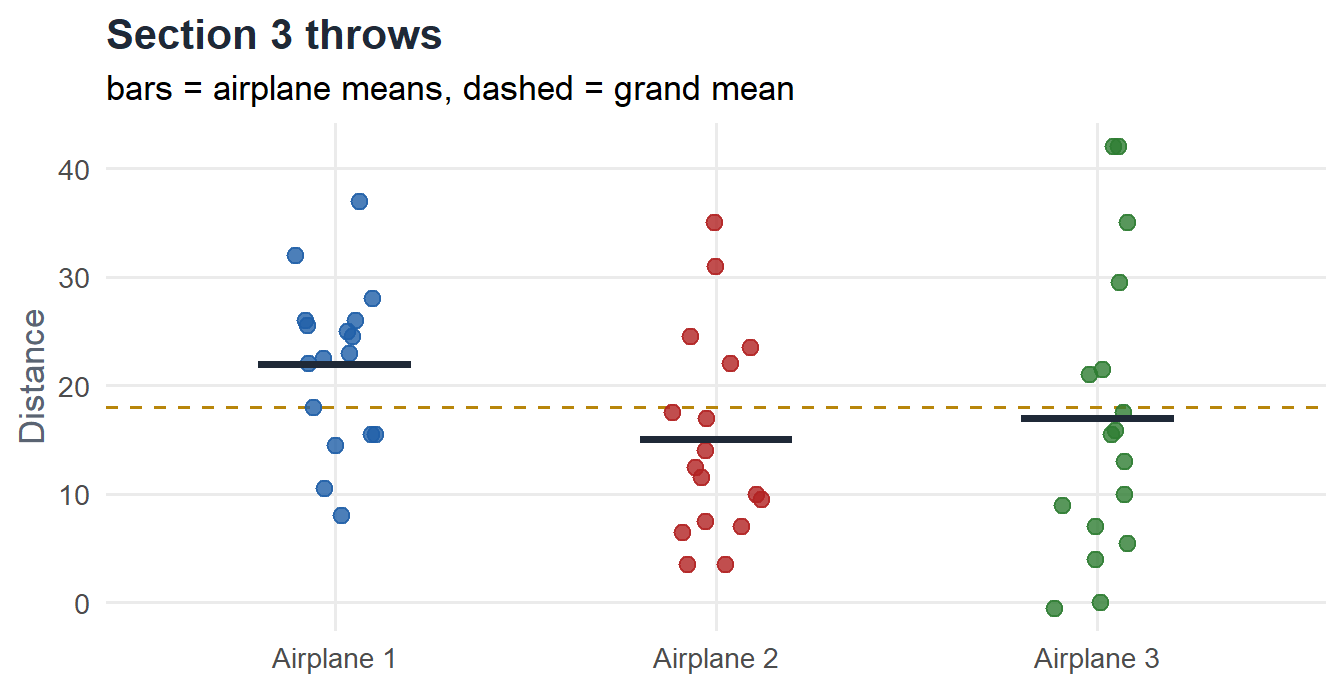 Section 3 throws
bars = airplane means, dashed = grand mean
Distance
40
30
20
10
0
Airplane 1 Airplane 2 Airplane 3